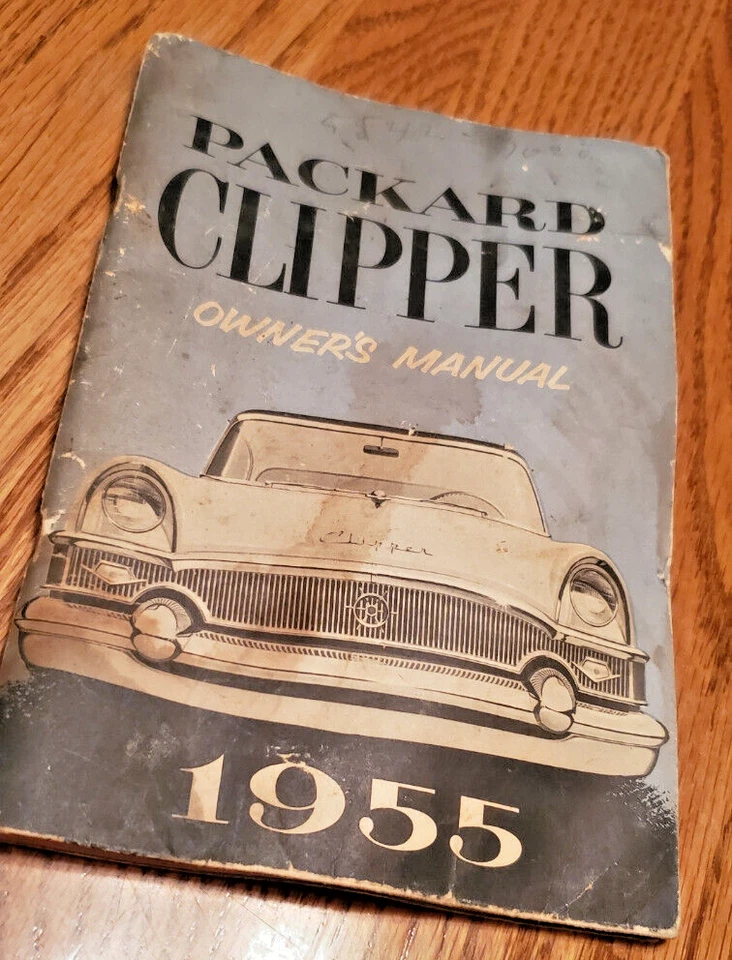 PACKARD
CLIPPER
OWNER'S MANUAL
Clipper
1955